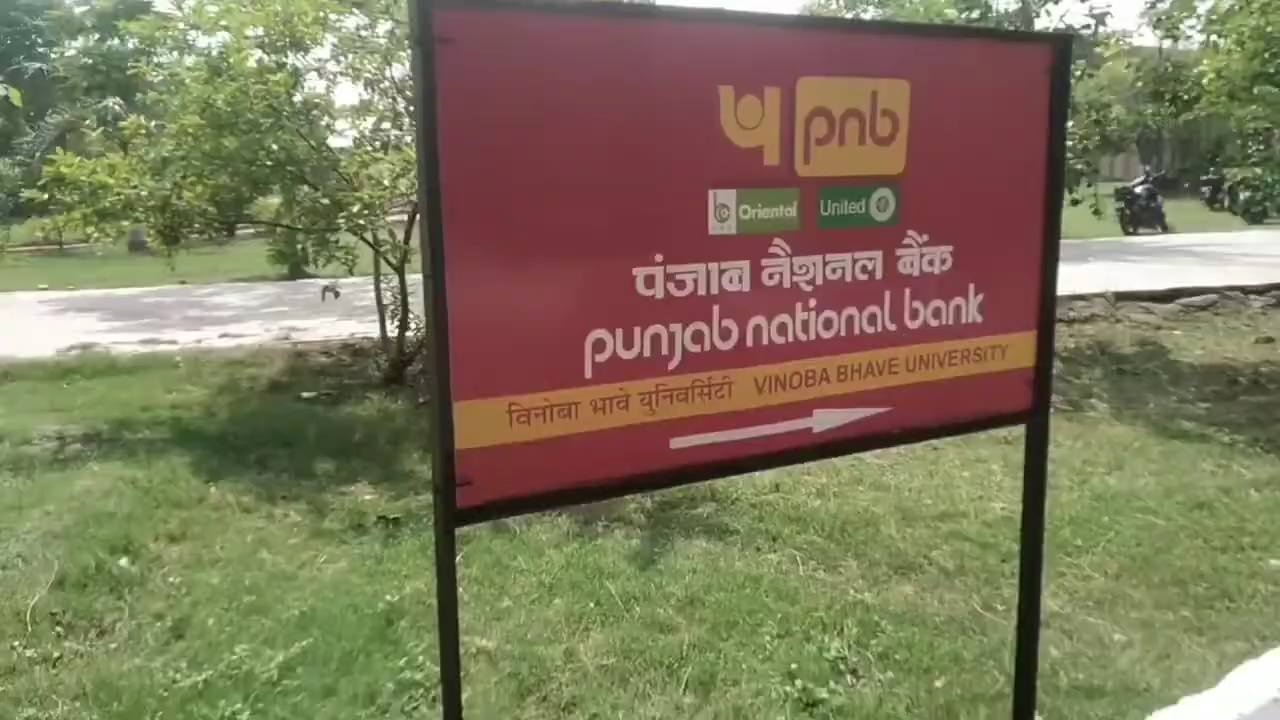 प pnb
Oriental United
पंजाब नैशनल बैंक
punjab national bank
विनोबा भावे युनिवर्सिटी VINOBA BHAVE UNIVERSITY